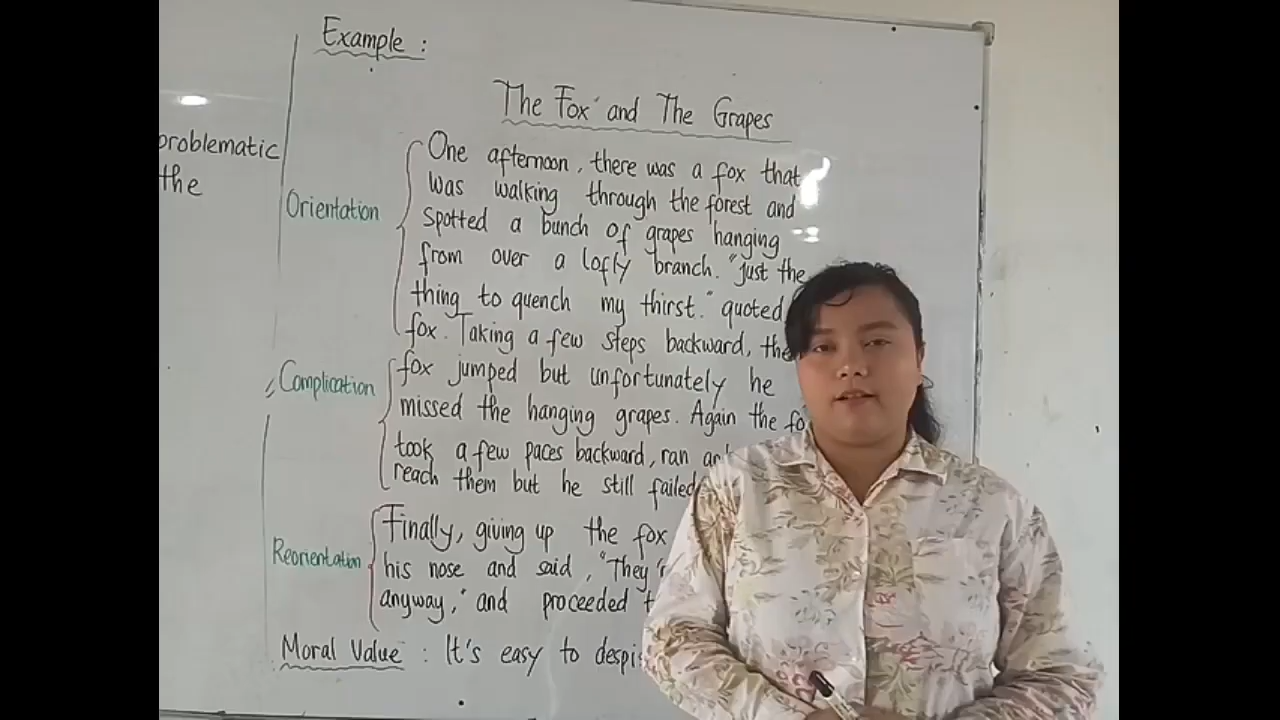 Example :
The Fox and The Grapes
problematic
the
Orientation
One afternoon, there was a fox that
was walking through the forest and
spotted a bunch of grapes hanging
from over a lofly branch. "Just the
thing to quench my thirst." quoted
fox. Taking a few steps backward, the
Complication
fox jumped but unfortunately he
missed the hanging grapes. Again the
took a few paces backward, ran
reach them but he still failed
Reorientation
Finally, giving up the fox
his nose and said, "They
anyway," and proceeded
Moral Value : It's easy to